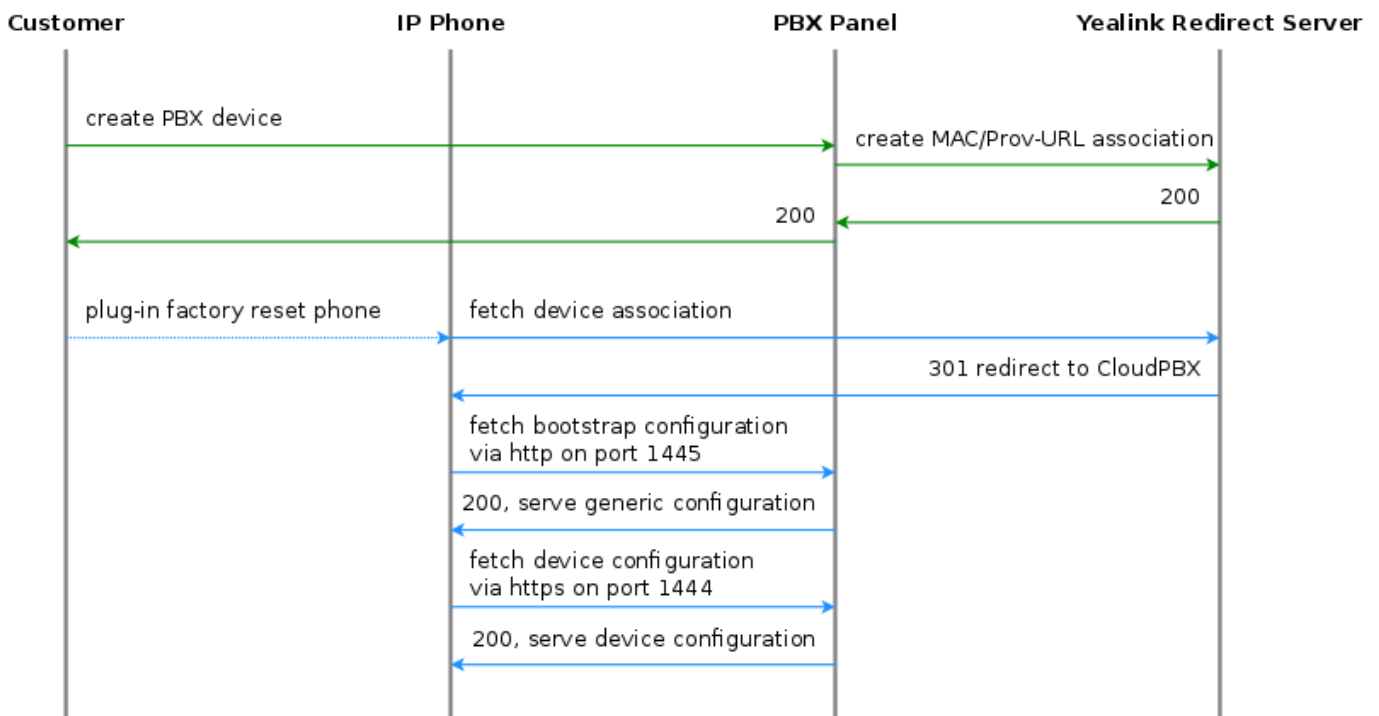 Customer IP Phone PBX Panel Yealink Redirect Server
create PBX device
create MAC/Prov-URL association
200
200
plug-in factory reset phone fetch device association
301 redirect to CloudPBX
fetch bootstrap configuration
via http on port 1445
200, serve generic configuration
fetch device configuration
via https on port 1444
200, serve device configuration